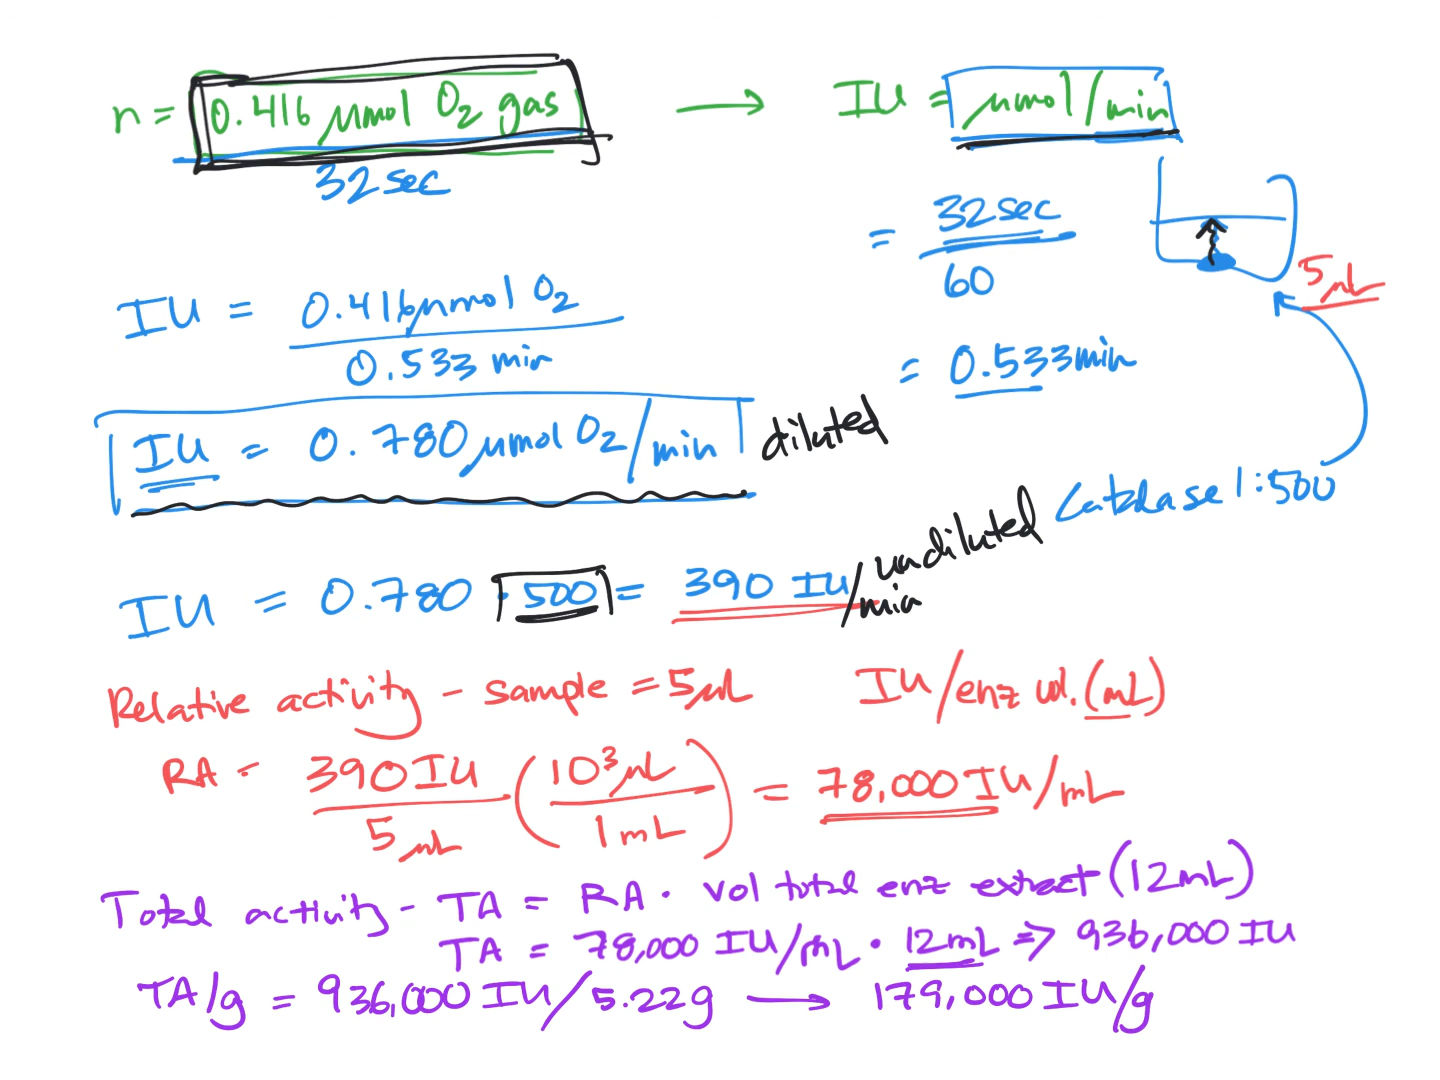 n = 0.416 μmol O₂ gas → IU = μmol/min
32 sec
= 32 sec / 60
5 μL
IU = 0.416 μmol O₂ / 0.533 min
= 0.533 min
IU = 0.780 μmol O₂/min diluted
Catalase 1:500
IU = 0.780 · 500 = 390 IU/min undiluted
Relative activity - sample = 5 μL IU/enz vol. (mL)
RA - 390 IU / 5 μL (10³ μL / 1 mL) = 78,000 IU/mL
Total activity - TA = RA · vol total enz extract (12 mL)
TA = 78,000 IU/mL · 12 mL => 936,000 IU
TA/g = 936,000 IU/5.22g → 179,000 IU/g